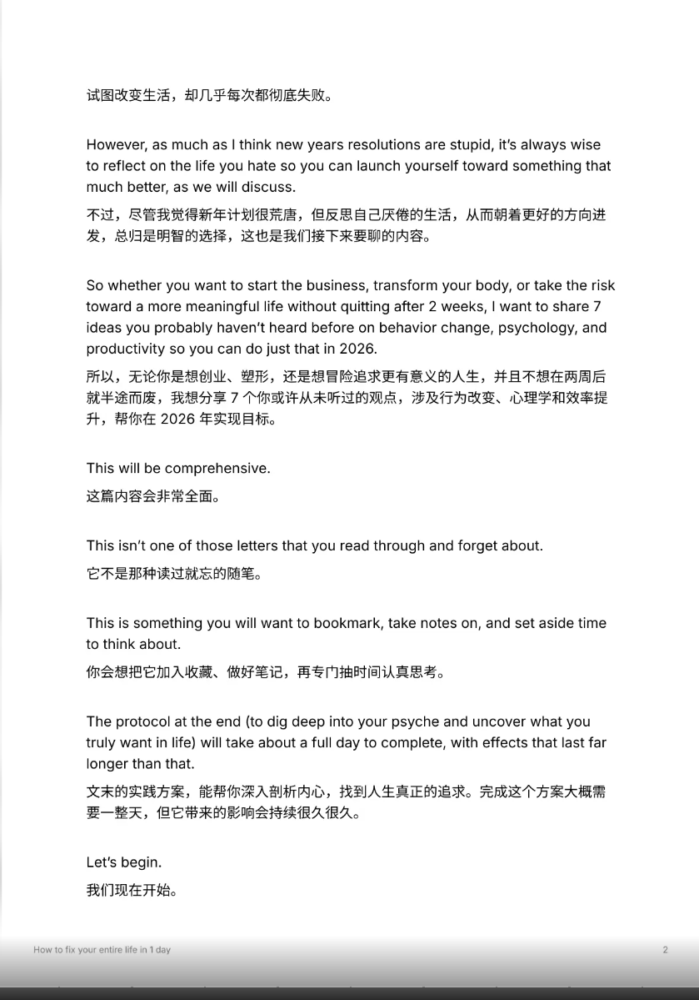 试图改变生活，却几乎每次都彻底失败。
However, as much as I think new years resolutions are stupid, it’s always wise
to reflect on the life you hate so you can launch yourself toward something that
much better, as we will discuss.
不过，尽管我觉得新年计划很荒唐，但反思自己厌倦的生活，从而朝着更好的方向进
发，总归是明智的选择，这也是我们接下来要聊的内容。
So whether you want to start the business, transform your body, or take the risk
toward a more meaningful life without quitting after 2 weeks, I want to share 7
ideas you probably haven’t heard before on behavior change, psychology, and
productivity so you can do just that in 2026.
所以，无论你是想创业、塑形，还是想冒险追求更有意义的人生，并且不想在两周后
就半途而废，我想分享 7 个你或许从未听过的观点，涉及行为改变、心理学和效率提
升，帮你在 2026 年实现目标。
This will be comprehensive.
这篇内容会非常全面。
This isn’t one of those letters that you read through and forget about.
它不是那种读过就忘的随笔。
This is something you will want to bookmark, take notes on, and set aside time
to think about.
你会想把它加入收藏、做好笔记，再专门抽时间认真思考。
The protocol at the end (to dig deep into your psyche and uncover what you
truly want in life) will take about a full day to complete, with effects that last far
longer than that.
文末的实践方案，能帮你深入剖析内心，找到人生真正的追求。完成这个方案大概需
要一整天，但它带来的影响会持续很久很久。
Let’s begin.
我们现在开始。
How to fix your entire life in 1 day 2